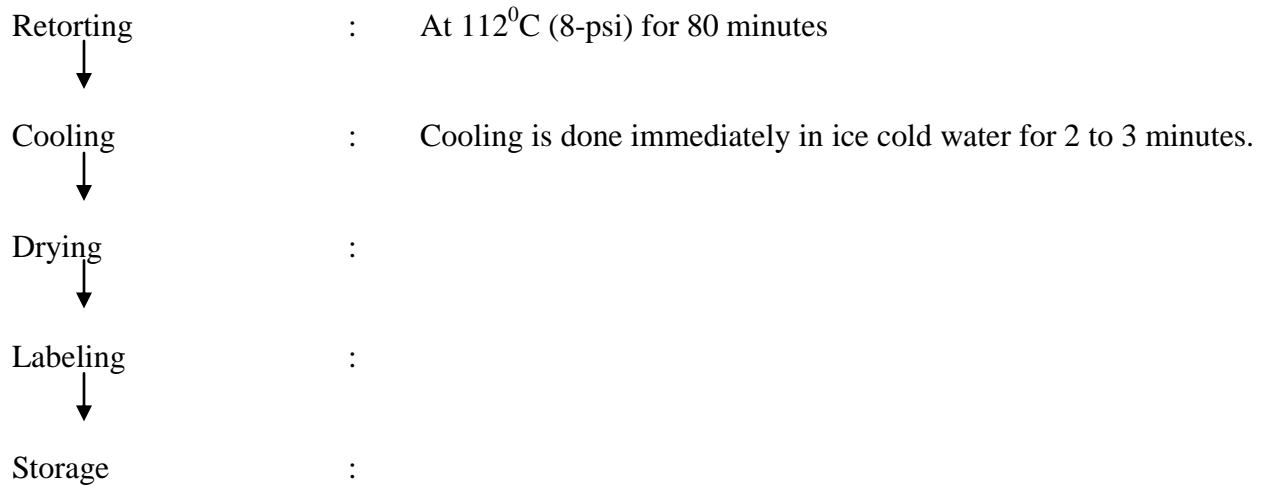 Retorting : At 112⁰C (8-psi) for 80 minutes
Cooling : Cooling is done immediately in ice cold water for 2 to 3 minutes.
Drying :
Labeling :
Storage :